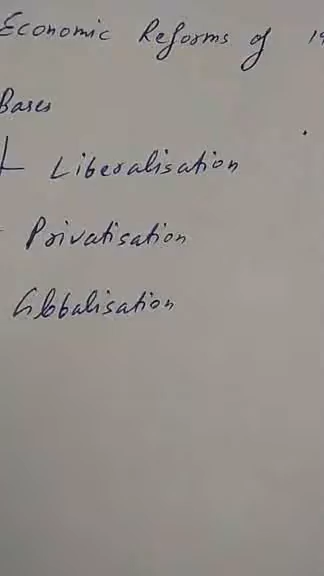 Economic Reforms of 19
Bases
Liberalisation
Privatisation
Globalisation